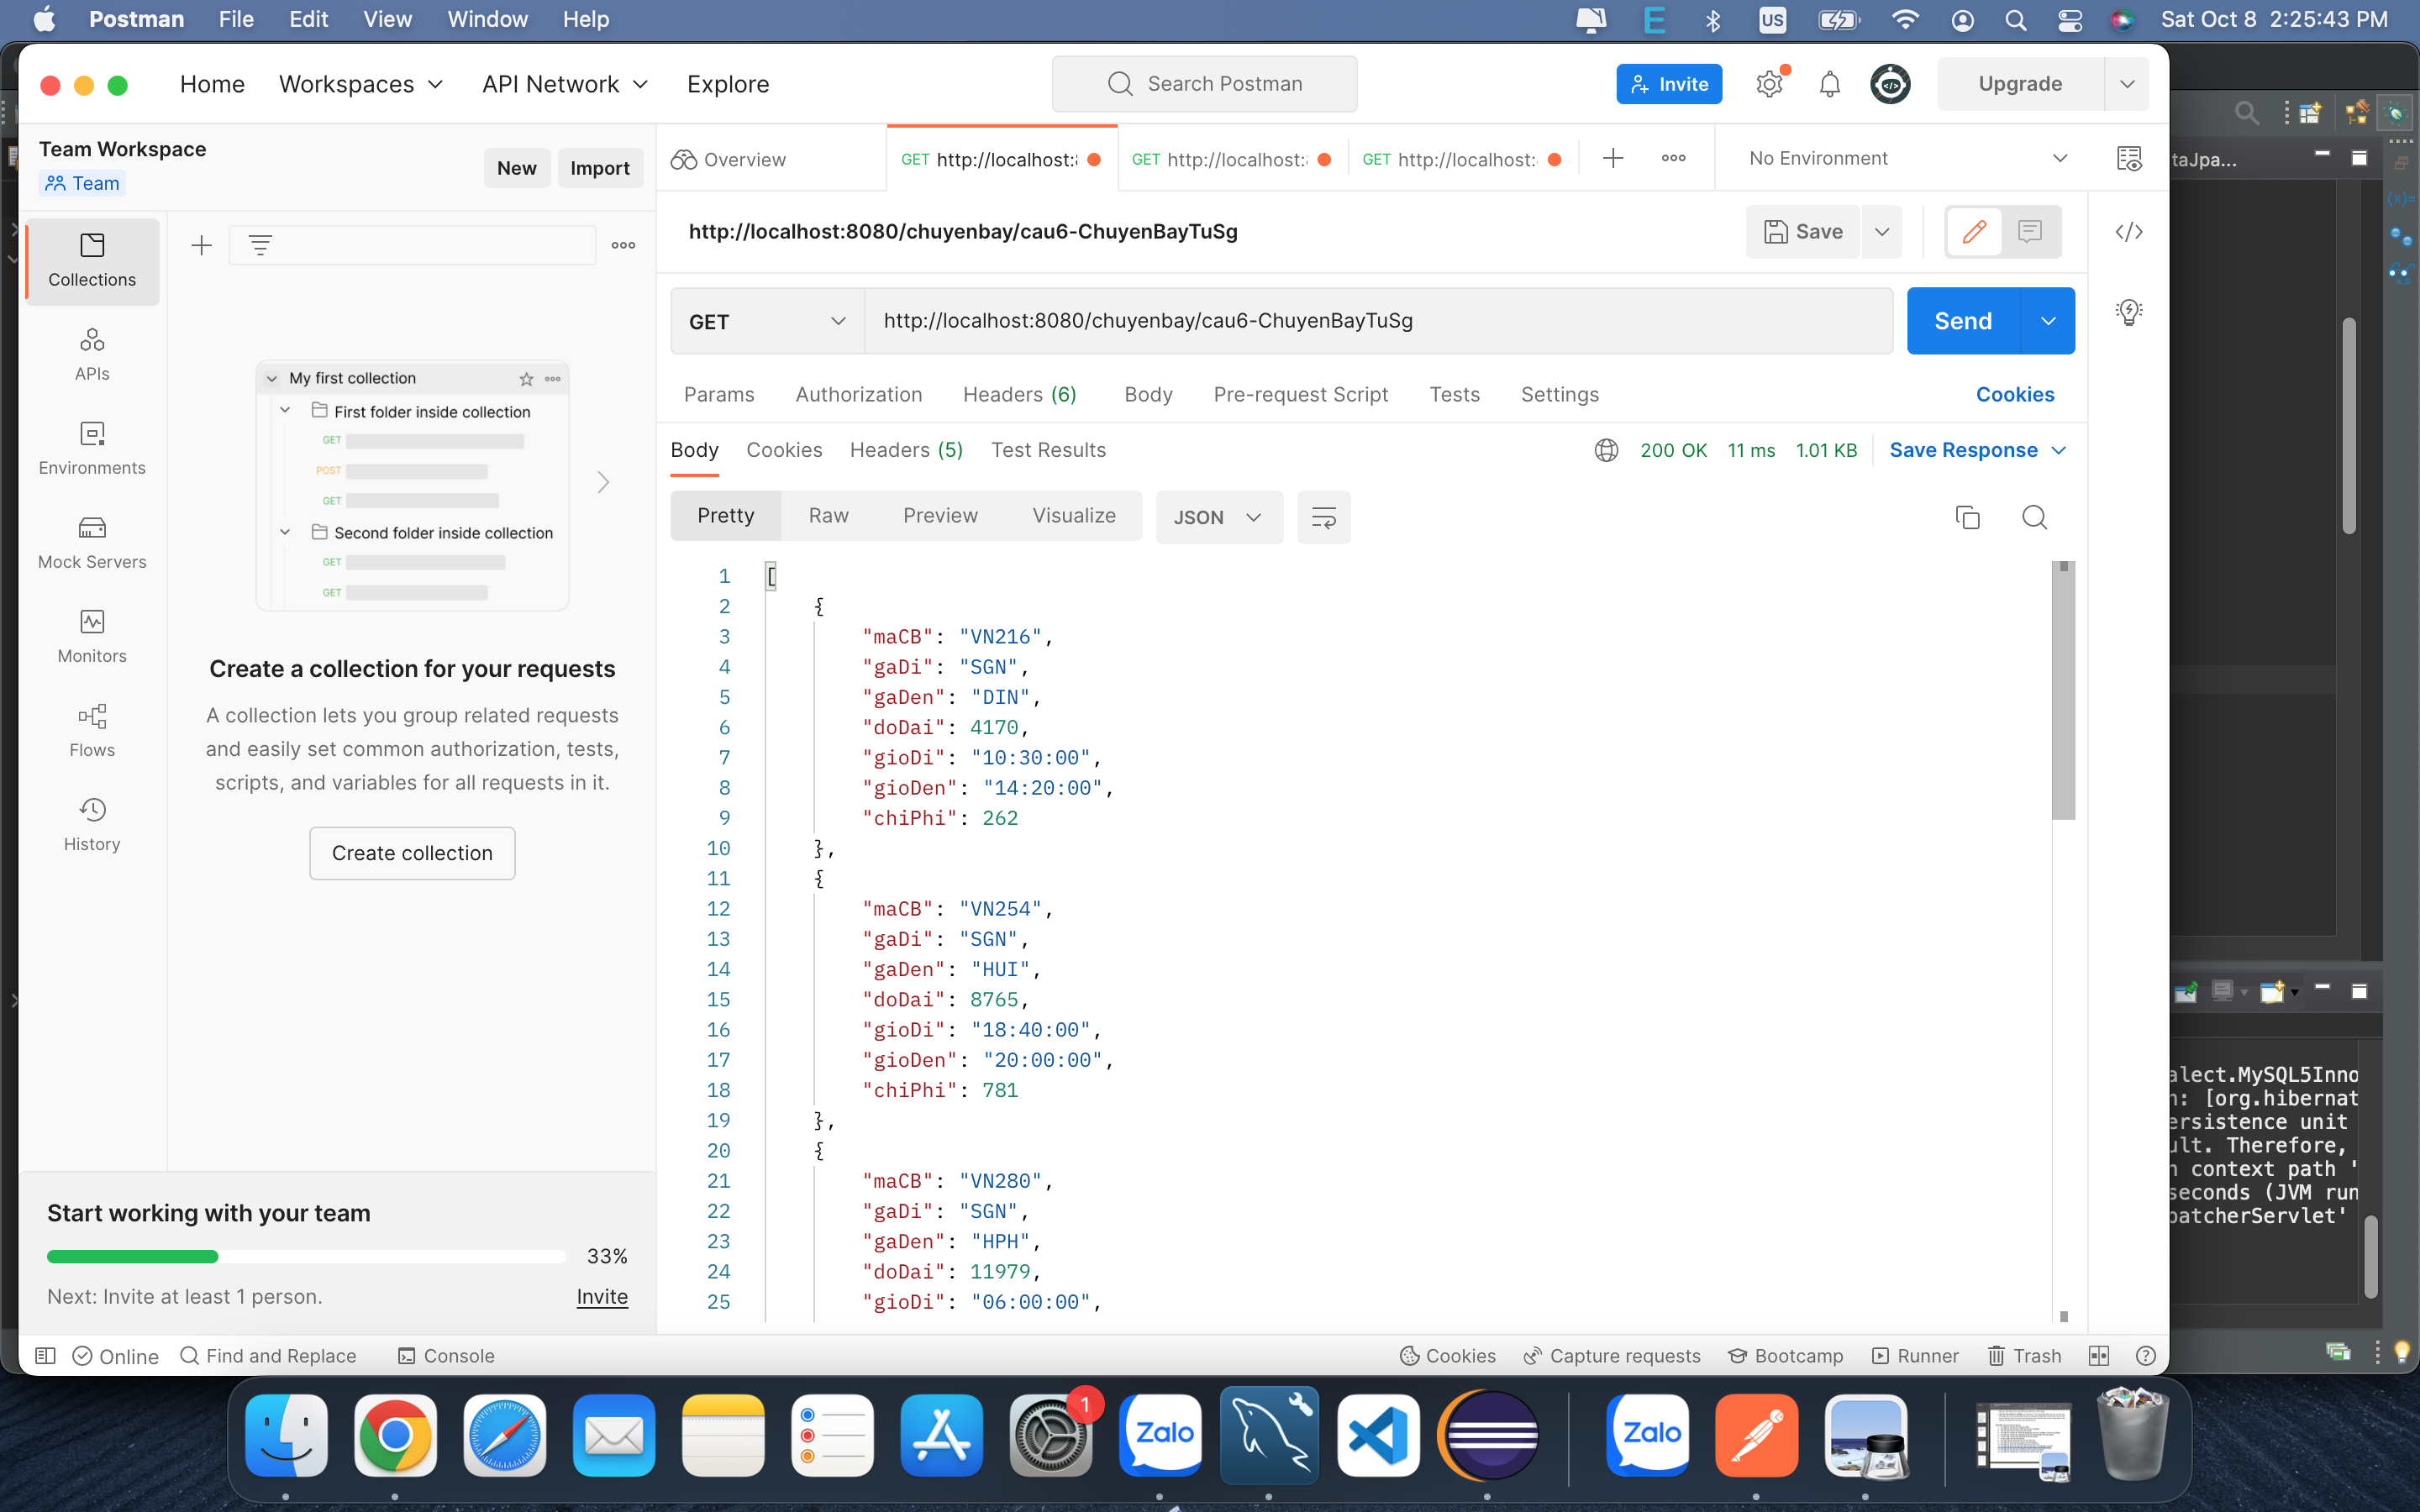 Postman File Edit View Window Help
US
Sat Oct 8 2:25:43 PM
Home Workspaces API Network Explore
Search Postman
Invite
Upgrade
Team Workspace
Team
New Import
Overview
GET http://localhost:
GET http://localhost:
GET http://localhost:
No Environment
taJpa...
http://localhost:8080/chuyenbay/cau6-ChuyenBayTuSg
Save
Collections
APIs
Environments
Mock Servers
Monitors
Flows
History
My first collection
First folder inside collection
GET
POST
GET
Second folder inside collection
GET
GET
Create a collection for your requests
A collection lets you group related requests
and easily set common authorization, tests,
scripts, and variables for all requests in it.
Create collection
Start working with your team
33%
Next: Invite at least 1 person.
Invite
GET
http://localhost:8080/chuyenbay/cau6-ChuyenBayTuSg
Send
Params Authorization Headers (6) Body Pre-request Script Tests Settings
Cookies
Body Cookies Headers (5) Test Results
200 OK 11 ms 1.01 KB Save Response
Pretty Raw Preview Visualize JSON
1 [
2 {
3 "maCB": "VN216",
4 "gaDi": "SGN",
5 "gaDen": "DIN",
6 "doDai": 4170,
7 "gioDi": "10:30:00",
8 "gioDen": "14:20:00",
9 "chiPhi": 262
10 },
11 {
12 "maCB": "VN254",
13 "gaDi": "SGN",
14 "gaDen": "HUI",
15 "doDai": 8765,
16 "gioDi": "18:40:00",
17 "gioDen": "20:00:00",
18 "chiPhi": 781
19 },
20 {
21 "maCB": "VN280",
22 "gaDi": "SGN",
23 "gaDen": "HPH",
24 "doDai": 11979,
25 "gioDi": "06:00:00",
alect.MySQL5Inno
n: [org.hibernat
ersistence unit
ult. Therefore,
n context path '
seconds (JVM run
patcherServlet'
Online Find and Replace Console
Cookies Capture requests Bootcamp Runner Trash
1
Zalo
Zalo